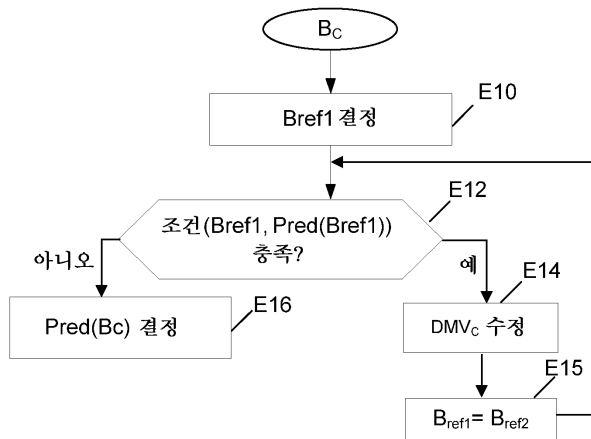 B_C
E10
Bref1 결정
E12
조건(Bref1, Pred(Bref1))
충족?
아니오
예
E16
E14
Pred(Bc) 결정
DMV_C 수정
E15
B_ref1= B_ref2